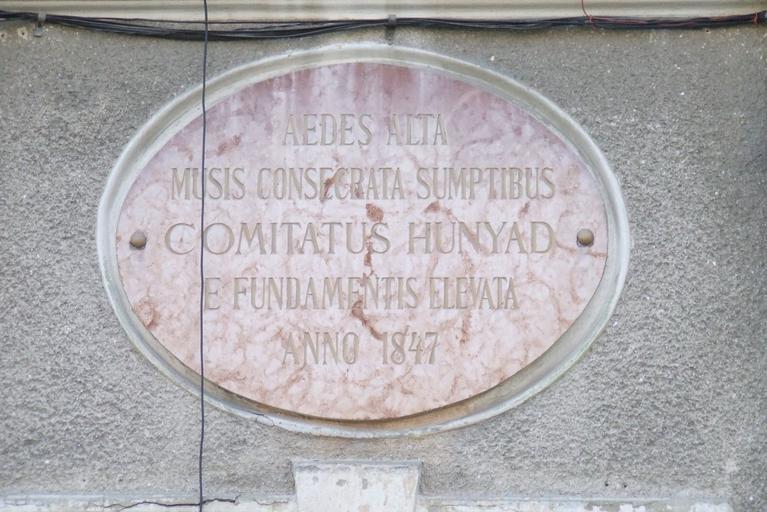 AEDES ALTA
MUSIS CONSECRATA SUMPTIBUS
COMITATUS HUNYAD
E FUNDAMENTIS ELEVATA
ANNO 1847